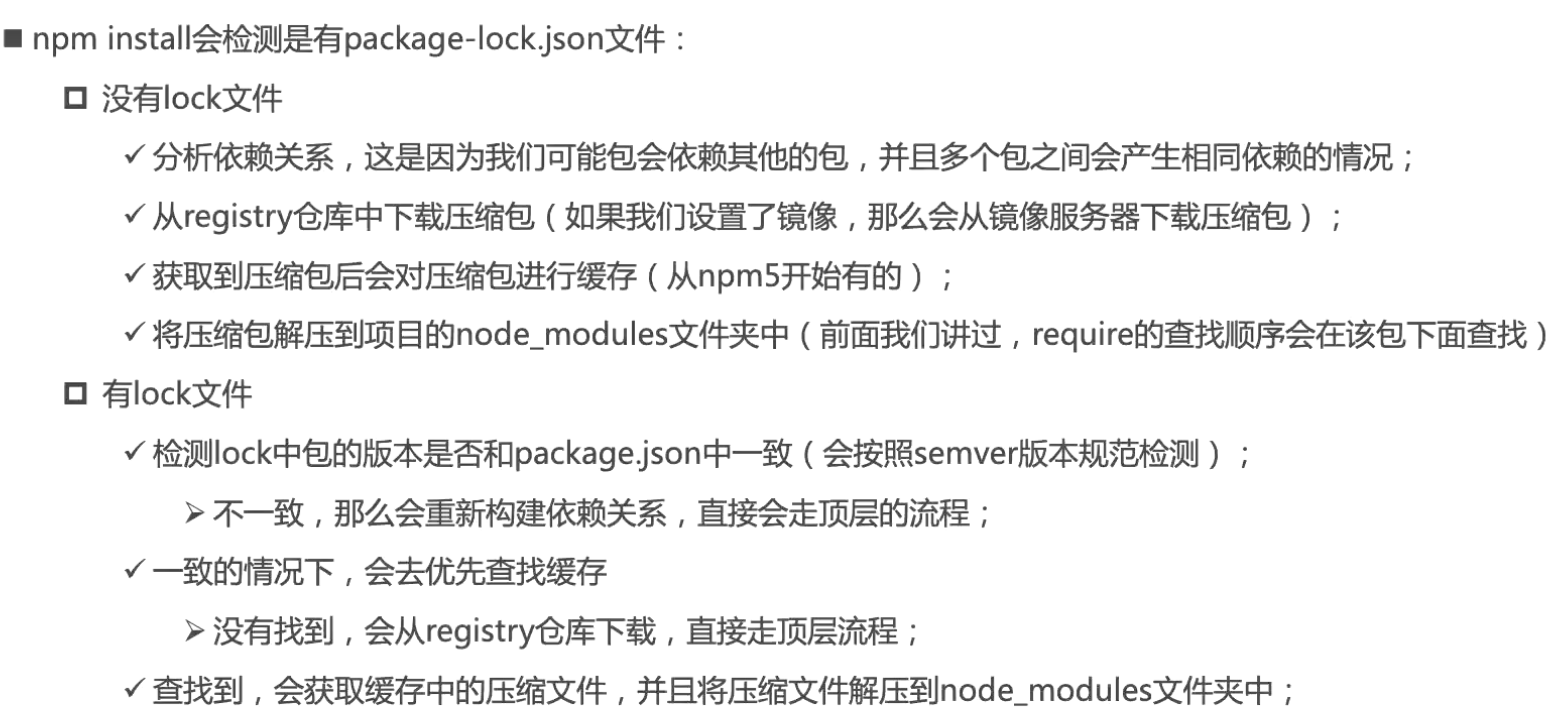 ■ npm install会检测是有package-lock.json文件：
没有lock文件
✓ 分析依赖关系，这是因为我们可能包会依赖其他的包，并且多个包之间会产生相同依赖的情况；
✓ 从registry仓库中下载压缩包（如果我们设置了镜像，那么会从镜像服务器下载压缩包）；
✓ 获取到压缩包后会对压缩包进行缓存（从npm5开始有的）；
✓ 将压缩包解压到项目的node_modules文件夹中（前面我们讲过，require的查找顺序会在该包下面查找）
有lock文件
✓ 检测lock中包的版本是否和package.json中一致（会按照semver版本规范检测）；
➢ 不一致，那么会重新构建依赖关系，直接会走顶层的流程；
✓ 一致的情况下，会去优先查找缓存
➢ 没有找到，会从registry仓库下载，直接走顶层流程；
✓ 查找到，会获取缓存中的压缩文件，并且将压缩文件解压到node_modules文件夹中；